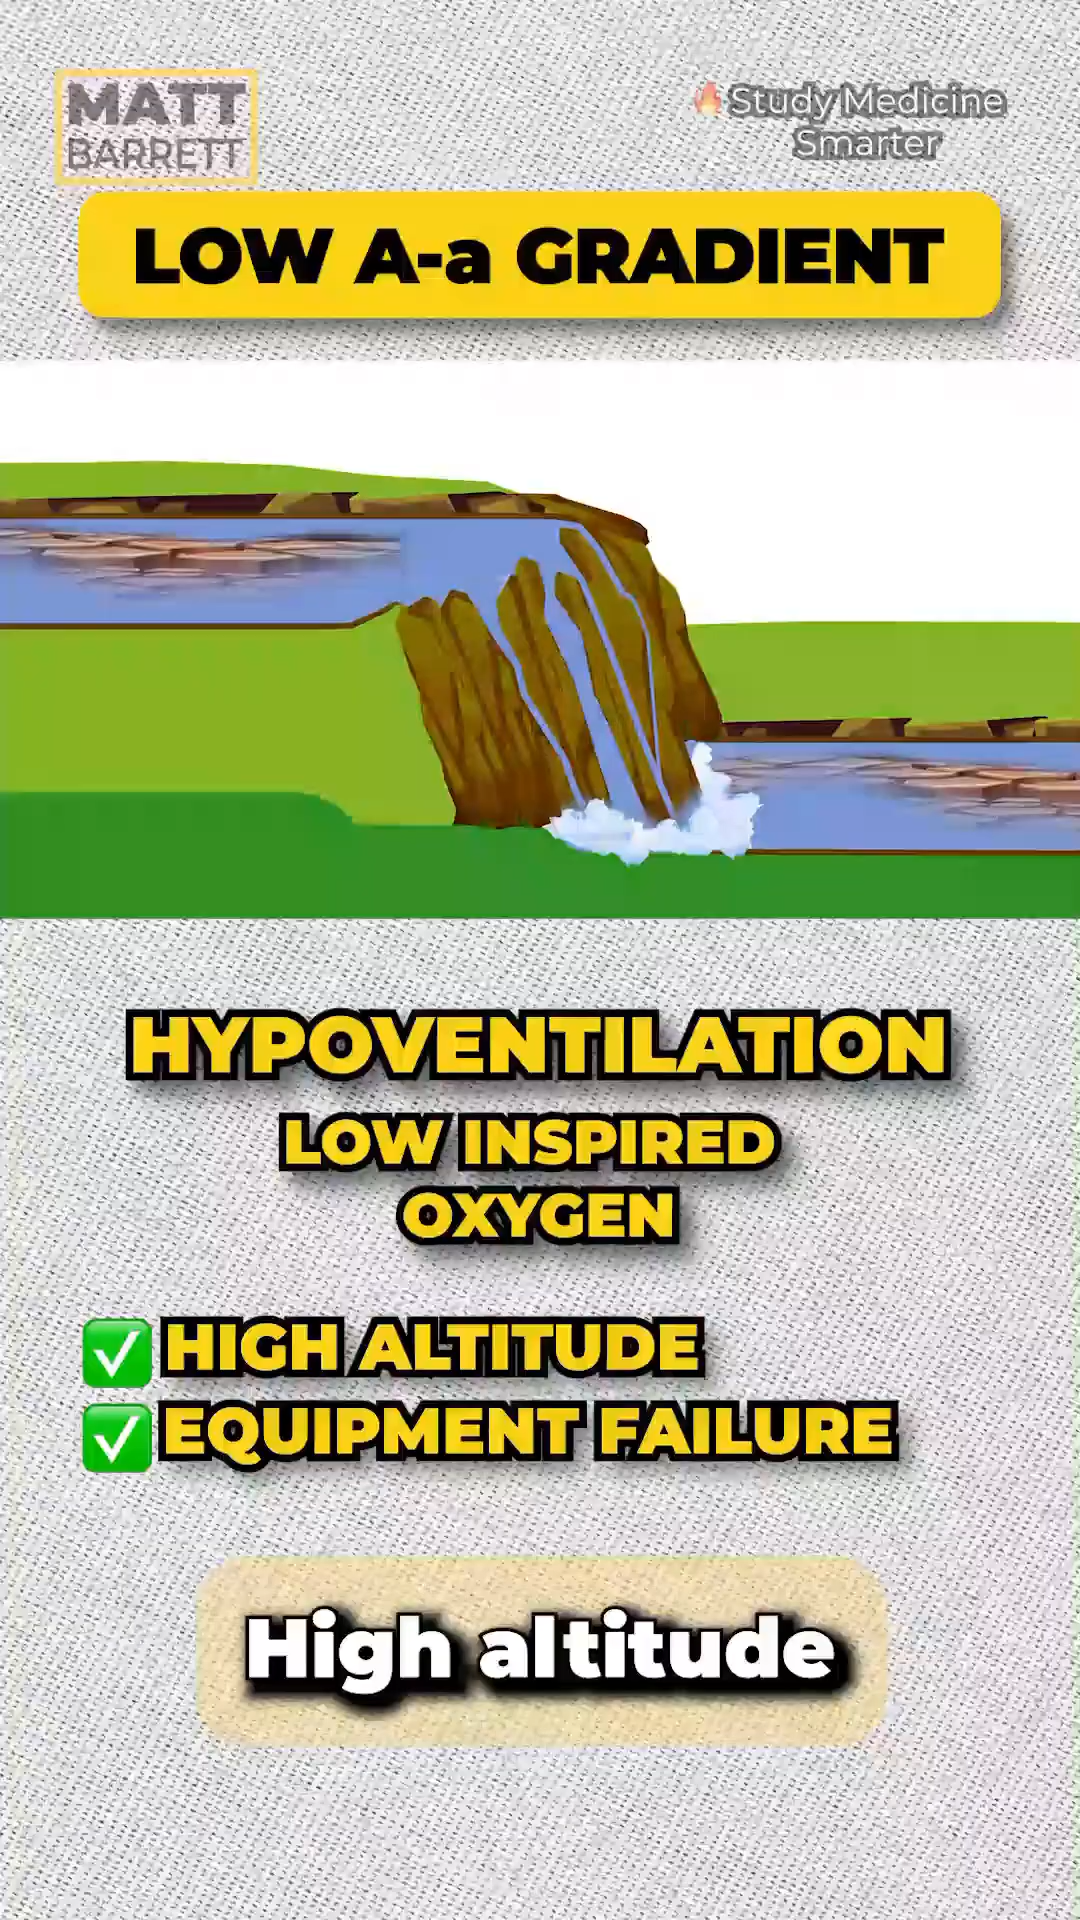 MATT
BARRETT
🔥Study Medicine
Smarter
LOW A-a GRADIENT
HYPOVENTILATION
LOW INSPIRED
OXYGEN
✅ HIGH ALTITUDE
✅ EQUIPMENT FAILURE
High altitude